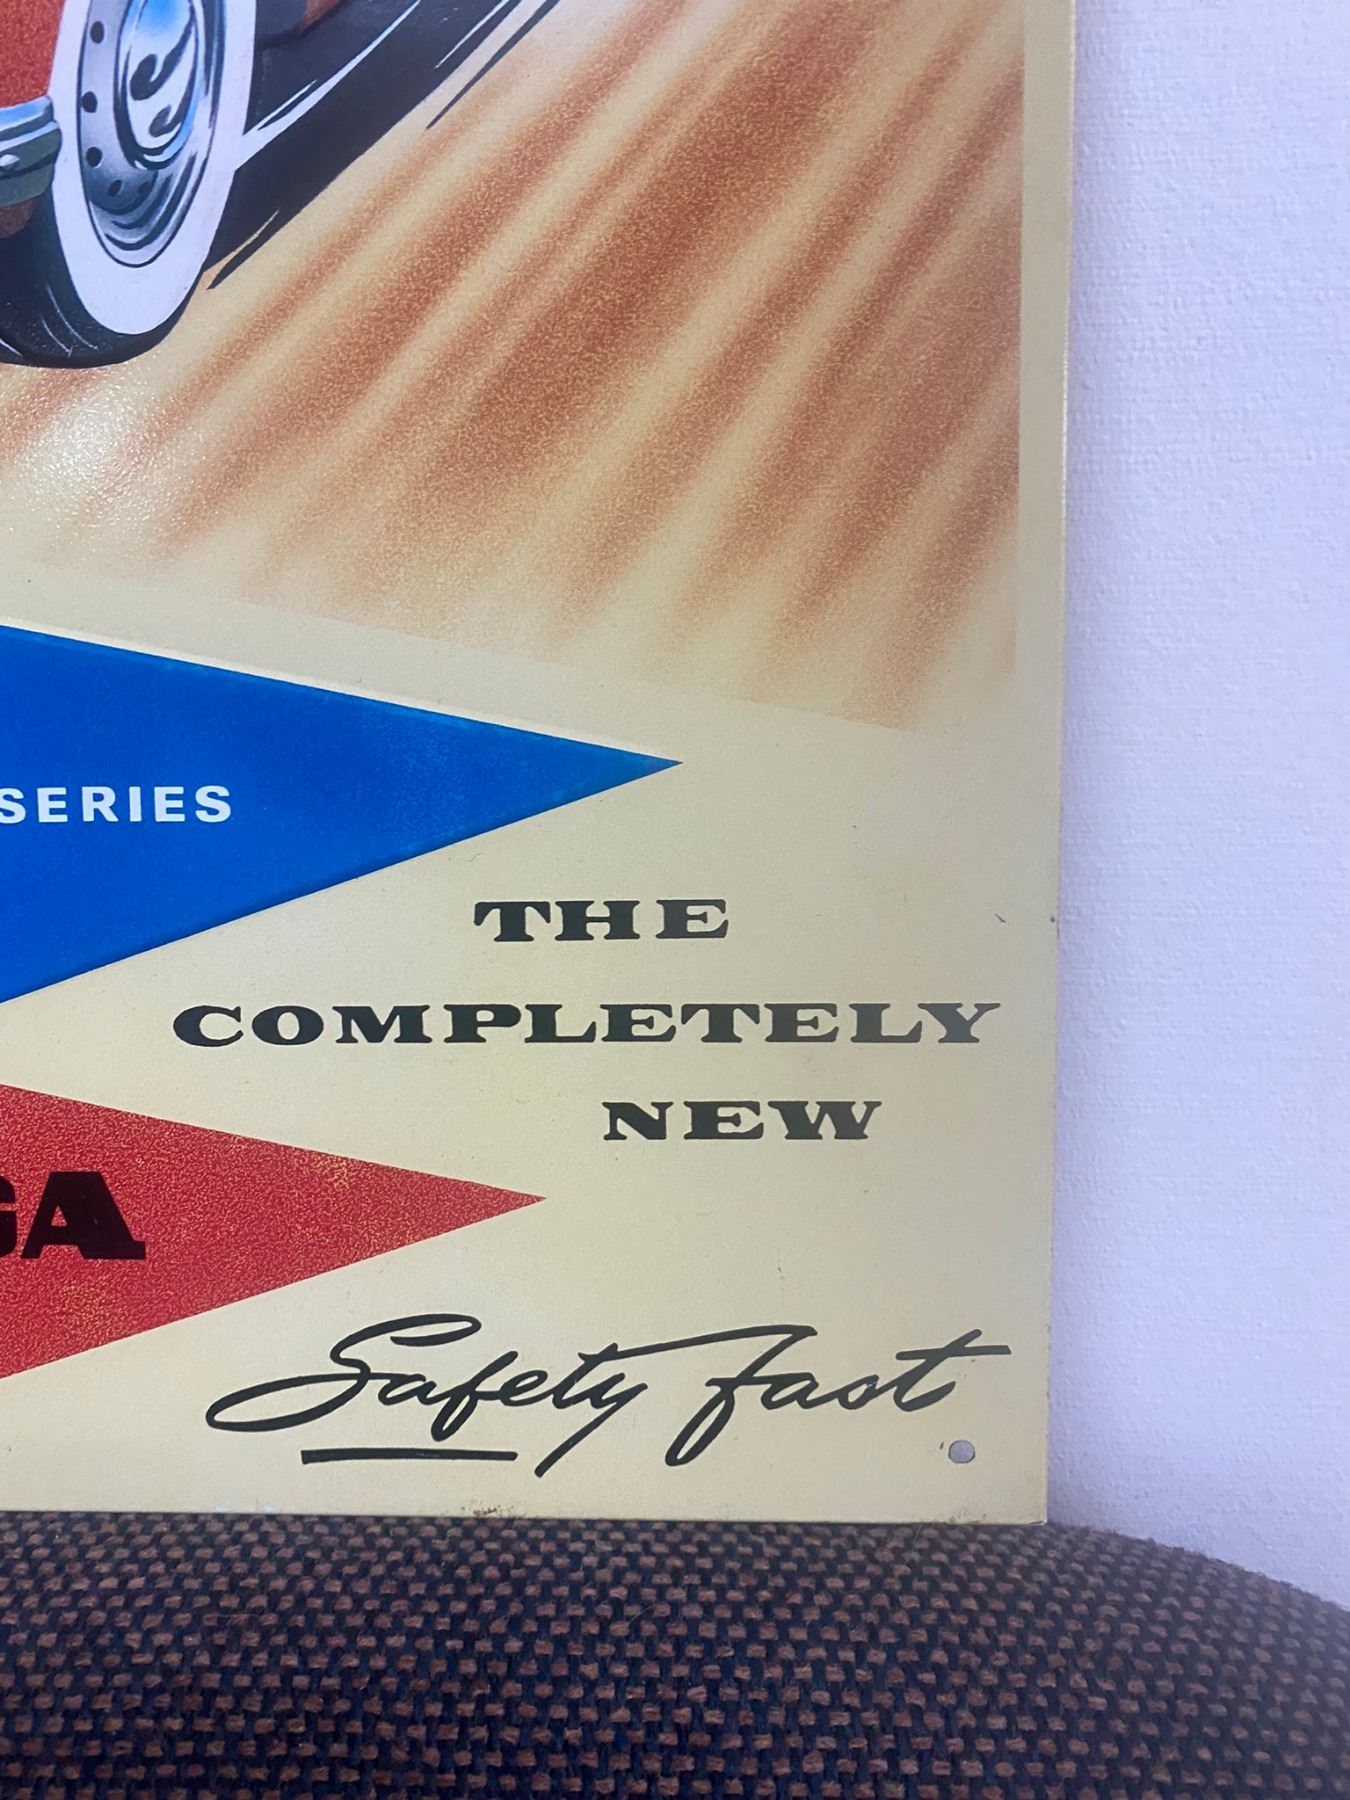 SERIES
THE
COMPLETELY
NEW
GA
Safety Fast